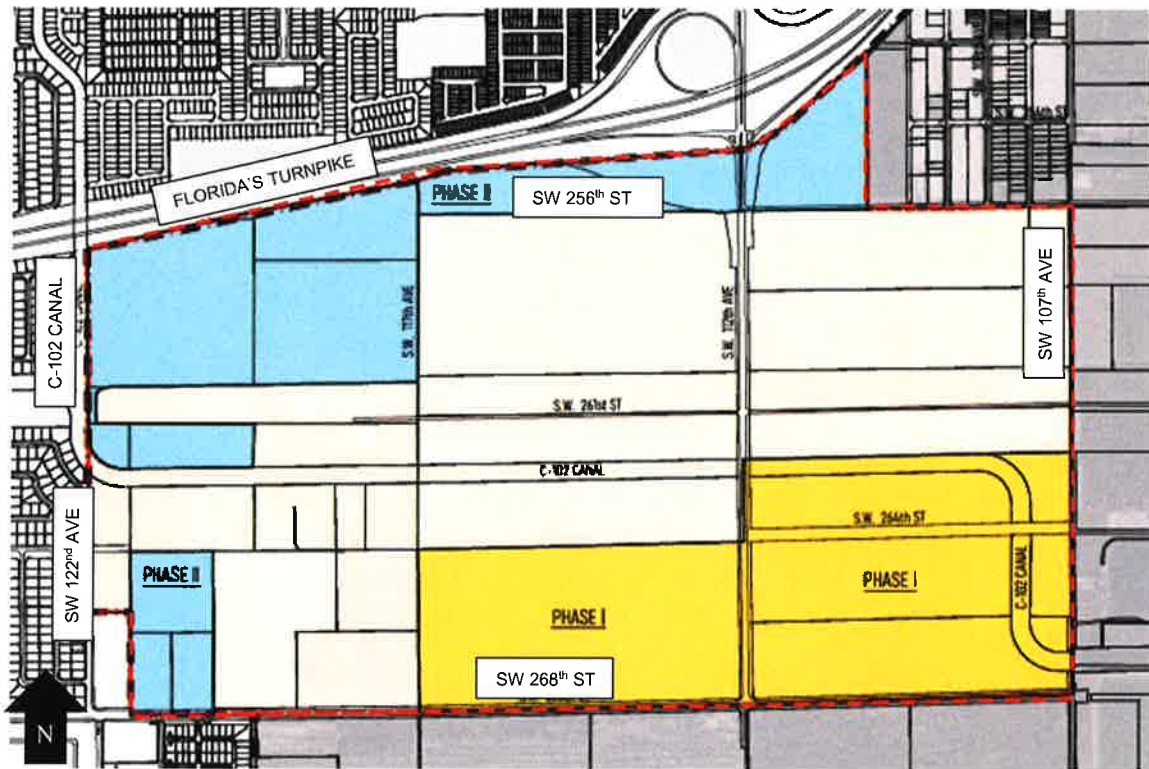 FLORIDA'S TURNPIKE
PHASE II
SW 256th ST
C-102 CANAL
S.W. 117th AVE
S.W. 112th AVE
SW 107th AVE
S.W. 261st ST
C-102 CANAL
S.W. 264th ST
SW 122nd AVE
PHASE II
PHASE I
PHASE I
C-102 CANAL
SW 268th ST
N